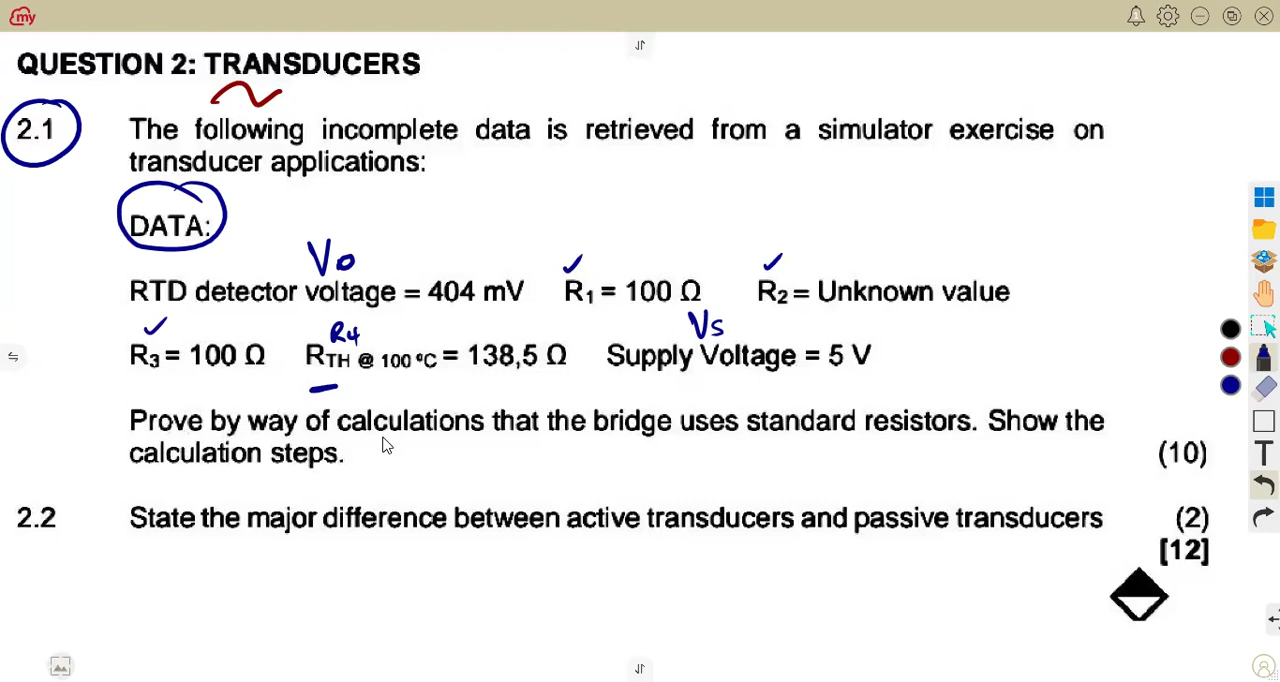 my
QUESTION 2: TRANSDUCERS
2.1 The following incomplete data is retrieved from a simulator exercise on
transducer applications:
DATA:
Vo
RTD detector voltage = 404 mV R1 = 100 Ω R2 = Unknown value
R4 Vs
R3 = 100 Ω RTH @ 100 ºC = 138,5 Ω Supply Voltage = 5 V
Prove by way of calculations that the bridge uses standard resistors. Show the
calculation steps. (10)
2.2 State the major difference between active transducers and passive transducers (2)
[12]
T